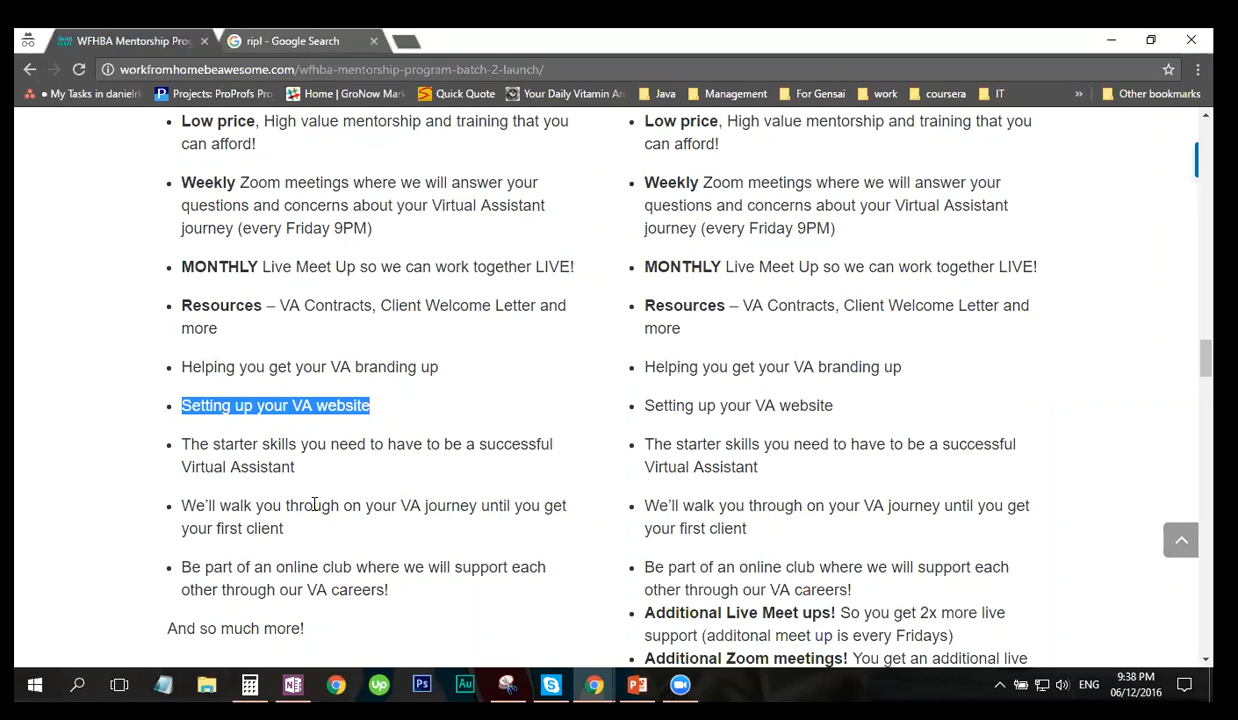 WFHBA Mentorship Pro
ripl - Google Search
workfromhomebeawesome.com/wfhba-mentorship-program-batch-2-launch/
My Tasks in danielr
Projects: ProProfs Pro
Home | GroNow Mar
Quick Quote
Your Daily Vitamin A
Java
Management
For Gensai
work
coursera
IT
»
Other bookmarks
• Low price, High value mentorship and training that you
can afford!
• Weekly Zoom meetings where we will answer your
questions and concerns about your Virtual Assistant
journey (every Friday 9PM)
• MONTHLY Live Meet Up so we can work together LIVE!
• Resources – VA Contracts, Client Welcome Letter and
more
• Helping you get your VA branding up
• Setting up your VA website
• The starter skills you need to have to be a successful
Virtual Assistant
• We'll walk you through on your VA journey until you get
your first client
• Be part of an online club where we will support each
other through our VA careers!
And so much more!
• Low price, High value mentorship and training that you
can afford!
• Weekly Zoom meetings where we will answer your
questions and concerns about your Virtual Assistant
journey (every Friday 9PM)
• MONTHLY Live Meet Up so we can work together LIVE!
• Resources – VA Contracts, Client Welcome Letter and
more
• Helping you get your VA branding up
• Setting up your VA website
• The starter skills you need to have to be a successful
Virtual Assistant
• We'll walk you through on your VA journey until you get
your first client
• Be part of an online club where we will support each
other through our VA careers!
• Additional Live Meet ups! So you get 2x more live
support (additonal meet up is every Fridays)
• Additional Zoom meetings! You get an additional live
Up
Ps
Au
ENG
9:38 PM
06/12/2016